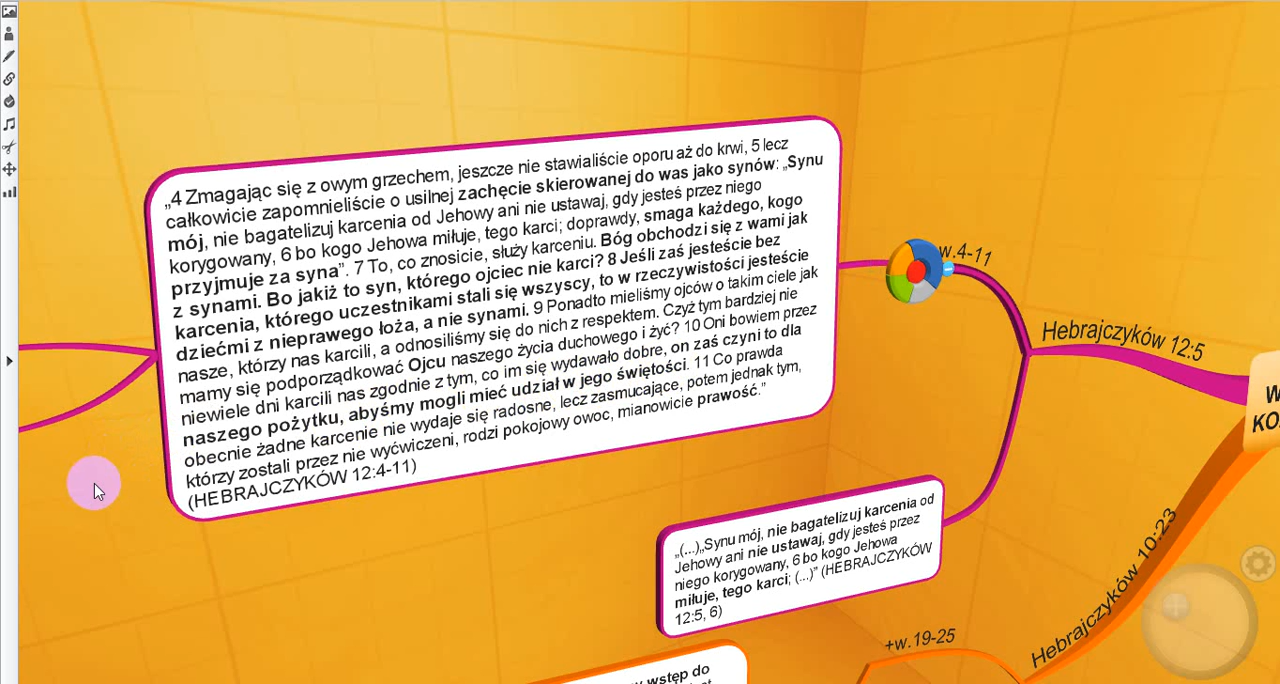 „4 Zmagając się z owym grzechem, jeszcze nie stawialiście oporu aż do krwi, 5 lecz
całkowicie zapomnieliście o usilnej zachęcie skierowanej do was jako synów: „Synu
mój, nie bagatelizuj karcenia od Jehowy ani nie ustawaj, gdy jesteś przez niego
korygowany, 6 bo kogo Jehowa miłuje, tego karci; doprawdy, smaga każdego, kogo
przyjmuje za syna”. 7 To, co znosicie, służy karceniu. Bóg obchodzi się z wami jak
z synami. Bo jakiż to syn, którego ojciec nie karci? 8 Jeśli zaś jesteście bez
karcenia, którego uczestnikami stali się wszyscy, to w rzeczywistości jesteście
dziećmi z nieprawego łoża, a nie synami. 9 Ponadto mieliśmy ojców o takim ciele jak
nasze, którzy nas karcili, a odnosiliśmy się do nich z respektem. Czyż tym bardziej nie
mamy się podporządkować Ojcu naszego życia duchowego i żyć? 10 Oni bowiem przez
niewiele dni karcili nas zgodnie z tym, co im się wydawało dobre, on zaś czyni to dla
naszego pożytku, abyśmy mogli mieć udział w jego świętości. 11 Co prawda
obecnie żadne karcenie nie wydaje się radosne, lecz zasmucające, potem jednak tym,
którzy zostali przez nie wyćwiczeni, rodzi pokojowy owoc, mianowicie prawość.”
(HEBRAJCZYKÓW 12:4-11)
w.4-11
Hebrajczyków 12:5
W
KO
„(...)„Synu mój, nie bagatelizuj karcenia od
Jehowy ani nie ustawaj, gdy jesteś przez
niego korygowany, 6 bo kogo Jehowa
miłuje, tego karci; (...)” (HEBRAJCZYKÓW
12:5, 6)
Hebrajczyków 10:23
+w.19-25
wstęp do